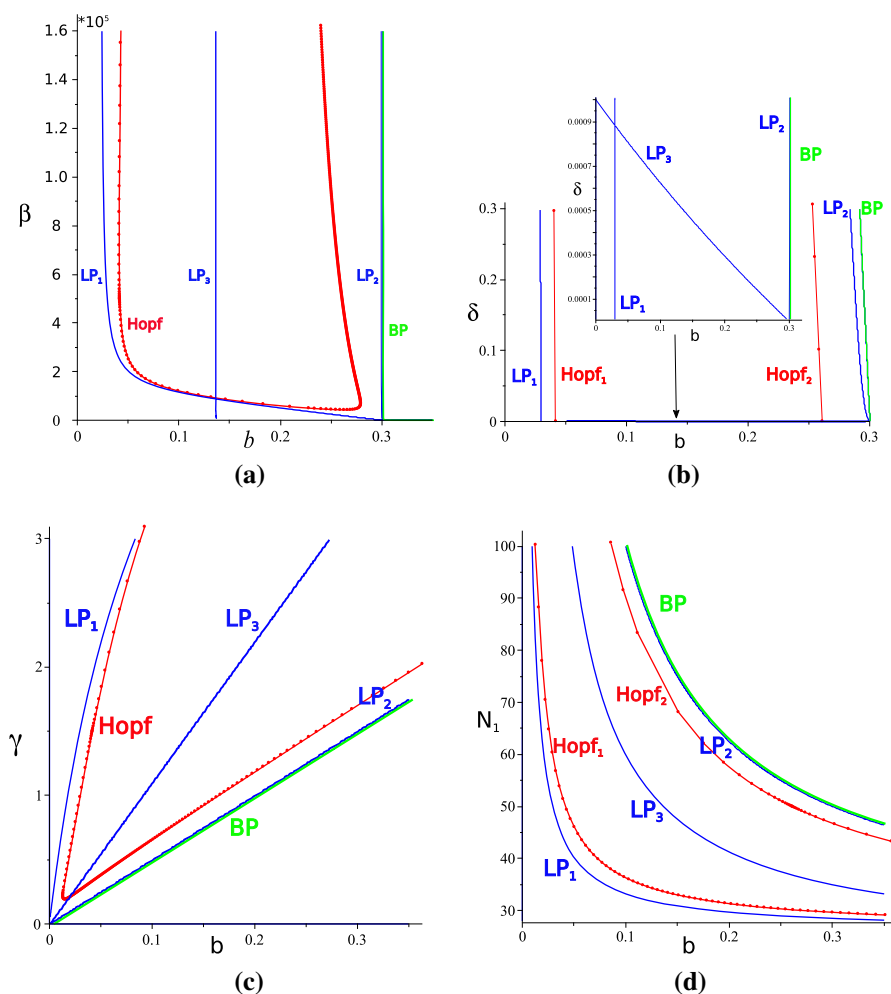 *10⁵
1.6
1.4
1.2
1.0
8
6
4
2
0
β
LP₁
Hopf
LP₃
LP₂
BP
0
0.1
b
0.2
0.3
(a)
0.0009
0.0007
0.0005
0.0003
0.0001
δ
LP₃
LP₂
BP
LP₁
0
0.1
b
0.2
0.3
0.3
0.2
0.1
0
δ
LP₁
Hopf₁
Hopf₂
LP₂
BP
0
0.1
b
0.2
0.3
(b)
3
2
1
0
γ
LP₁
Hopf
LP₃
LP₂
BP
0
0.1
b
0.2
0.3
(c)
100
90
80
70
60
50
40
30
N₁
Hopf₁
LP₁
Hopf₂
LP₂
LP₃
BP
0
0.1
b
0.2
0.3
(d)